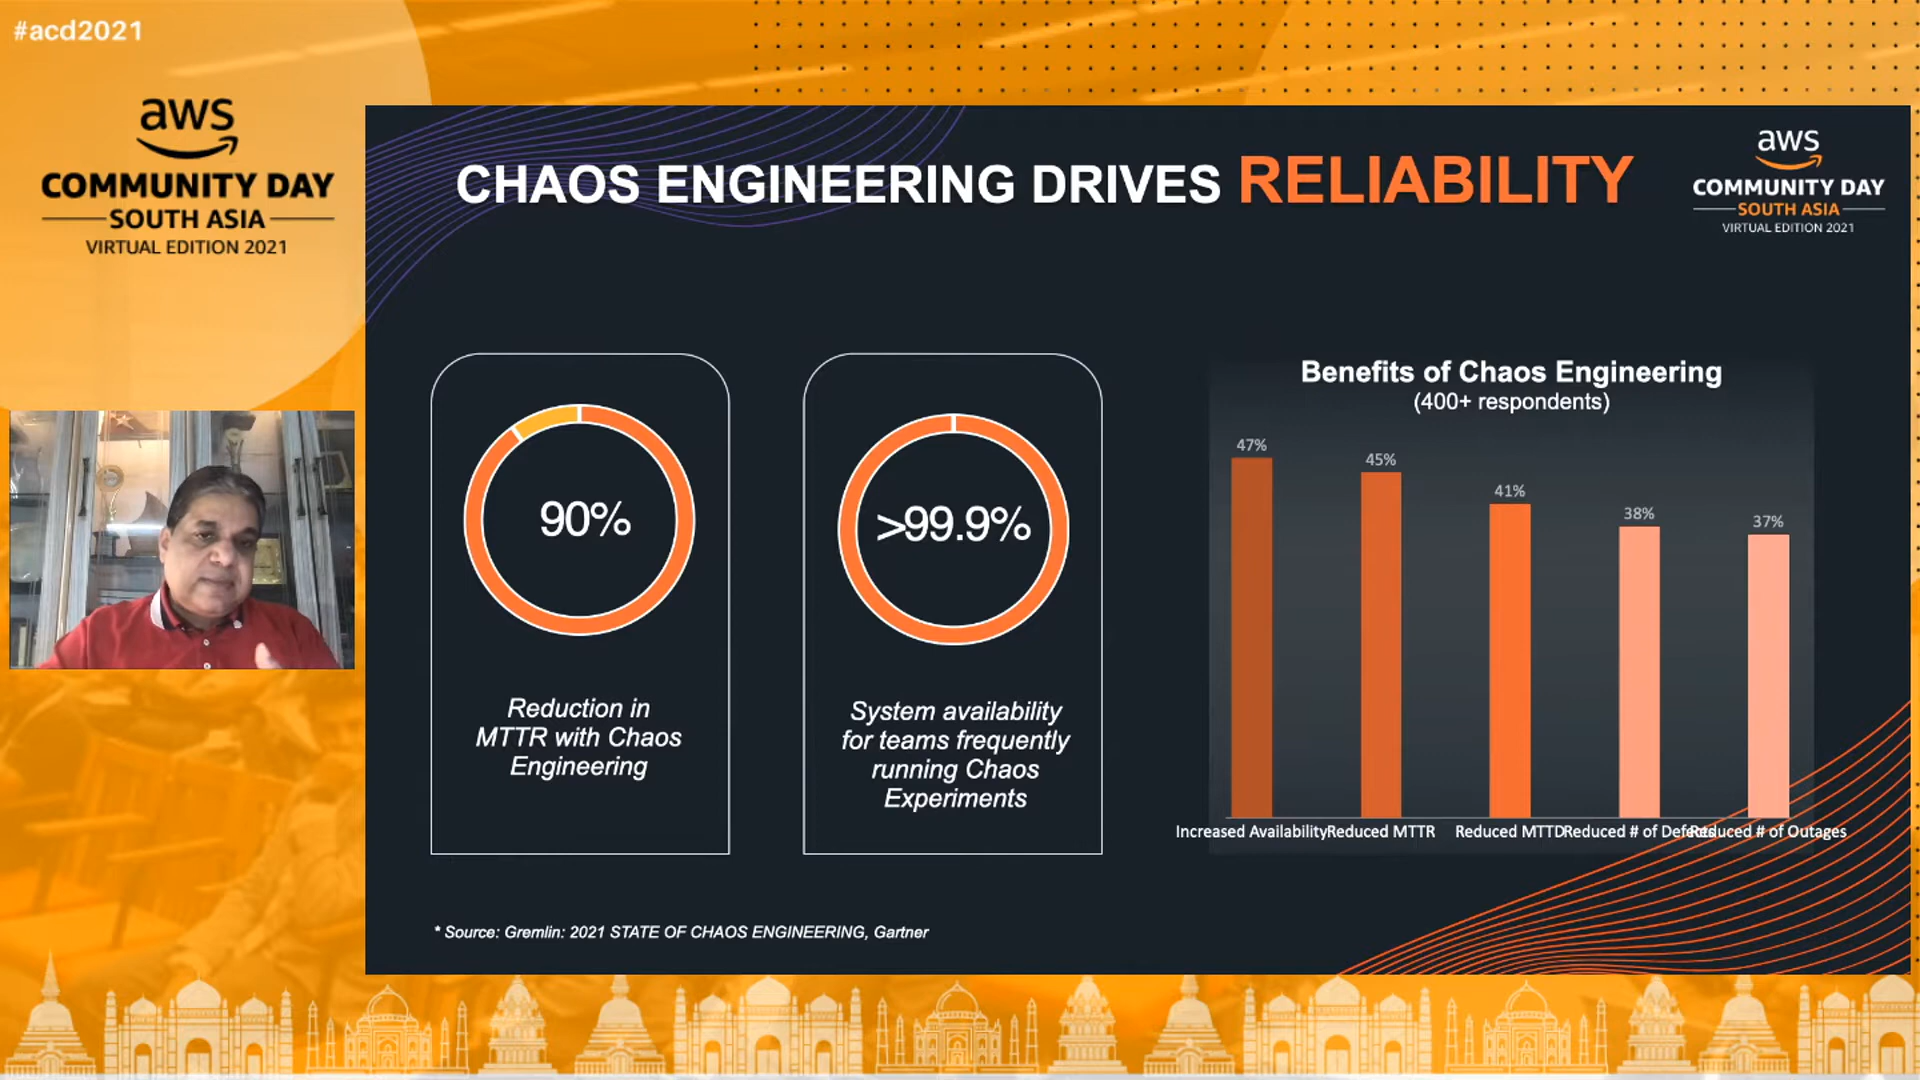 #acd2021
aws
COMMUNITY DAY
SOUTH ASIA
VIRTUAL EDITION 2021
CHAOS ENGINEERING DRIVES RELIABILITY
aws
COMMUNITY DAY
SOUTH ASIA
VIRTUAL EDITION 2021
90%
Reduction in
MTTR with Chaos
Engineering
>99.9%
System availability
for teams frequently
running Chaos
Experiments
Benefits of Chaos Engineering
(400+ respondents)
47%
45%
41%
38%
37%
Increased Availability
Reduced MTTR
Reduced MTTD
Reduced # of Defects
Reduced # of Outages
* Source: Gremlin: 2021 STATE OF CHAOS ENGINEERING, Gartner